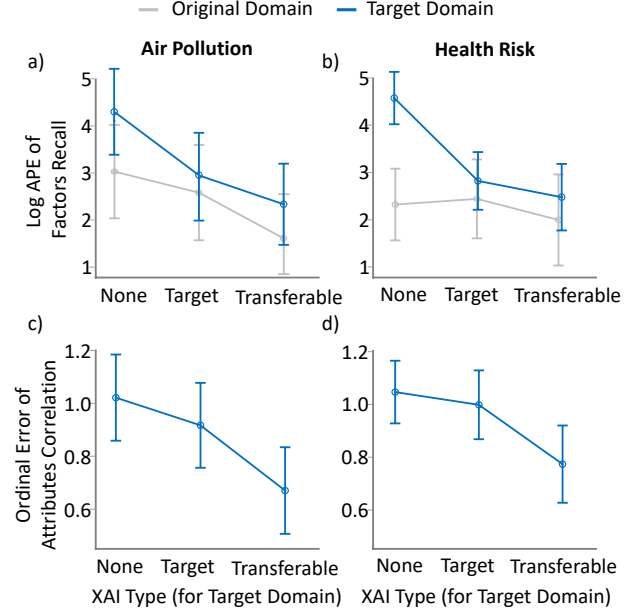 Original Domain Target Domain
Air Pollution Health Risk
a) b)
Log APE of
Factors Recall
5
4
3
2
1
None Target Transferable
5
4
3
2
1
None Target Transferable
c) d)
Ordinal Error of
Attributes Correlation
1.2
1.0
0.8
0.6
None Target Transferable
XAI Type (for Target Domain)
1.2
1.0
0.8
0.6
None Target Transferable
XAI Type (for Target Domain)